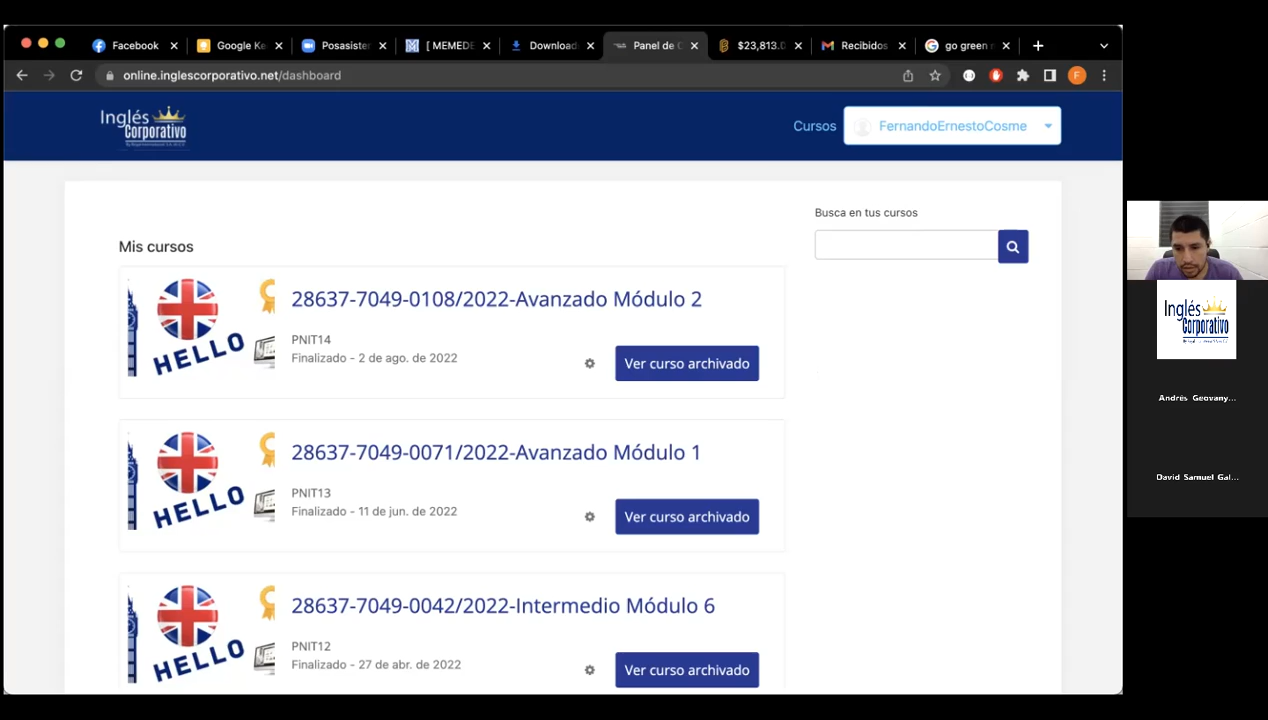 Facebook
Google Ke
Posasister
[ MEMEDE
Download
Panel de C
$23,813.0
Recibidos
go green
online.inglescorporativo.net/dashboard
F
Inglés
Corporativo
Cursos
FernandoErnestoCosme
Busca en tus cursos
Mis cursos
HELLO
28637-7049-0108/2022-Avanzado Módulo 2
PNIT14
Finalizado - 2 de ago. de 2022
Ver curso archivado
HELLO
28637-7049-0071/2022-Avanzado Módulo 1
PNIT13
Finalizado - 11 de jun. de 2022
Ver curso archivado
HELLO
28637-7049-0042/2022-Intermedio Módulo 6
PNIT12
Finalizado - 27 de abr. de 2022
Ver curso archivado
Inglés
Corporativo
Andrés Geovany...
David Samuel Gal...